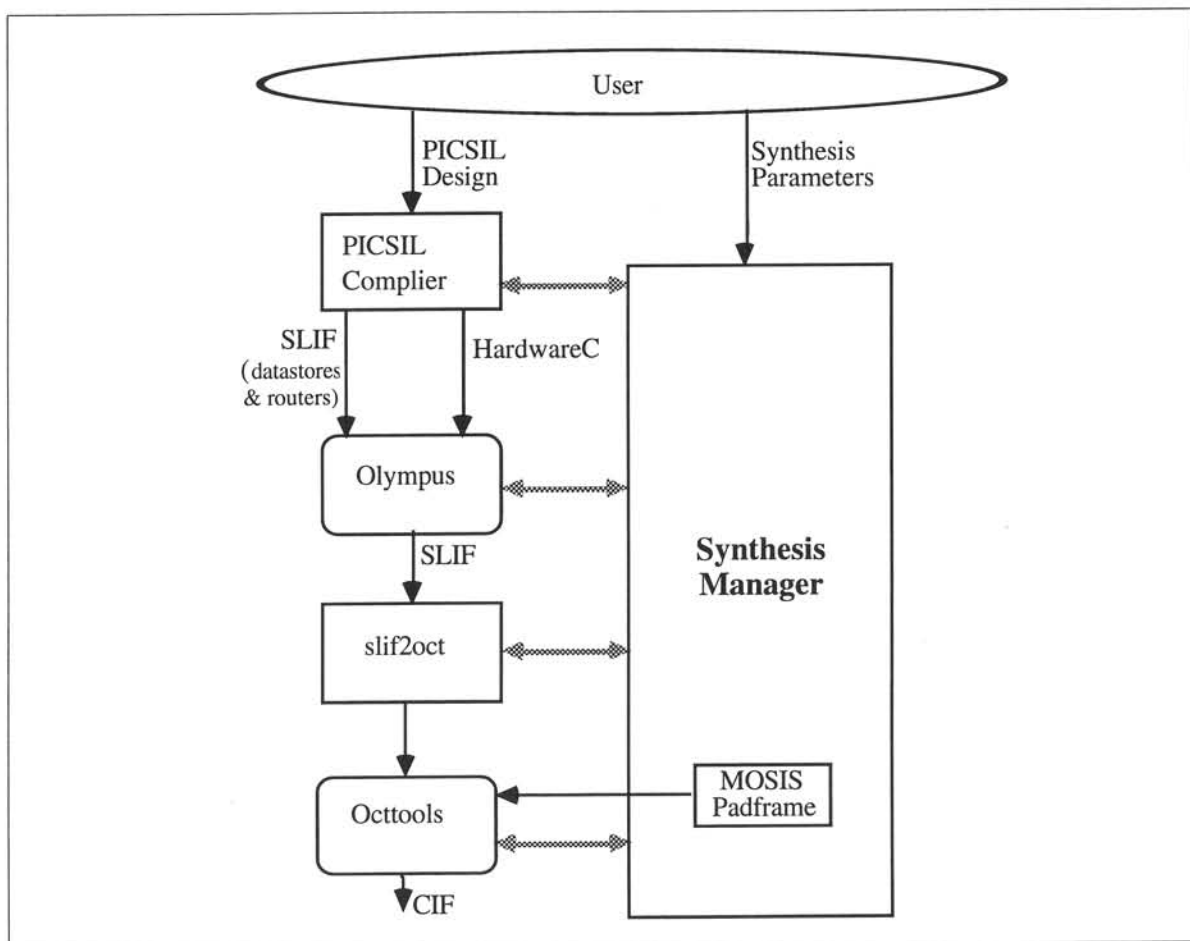 User
PICSIL
Design
Synthesis
Parameters
PICSIL
Complier
SLIF
(datastores
& routers)
HardwareC
Olympus
SLIF
Synthesis
Manager
slif2oct
MOSIS
Padframe
Octtools
CIF